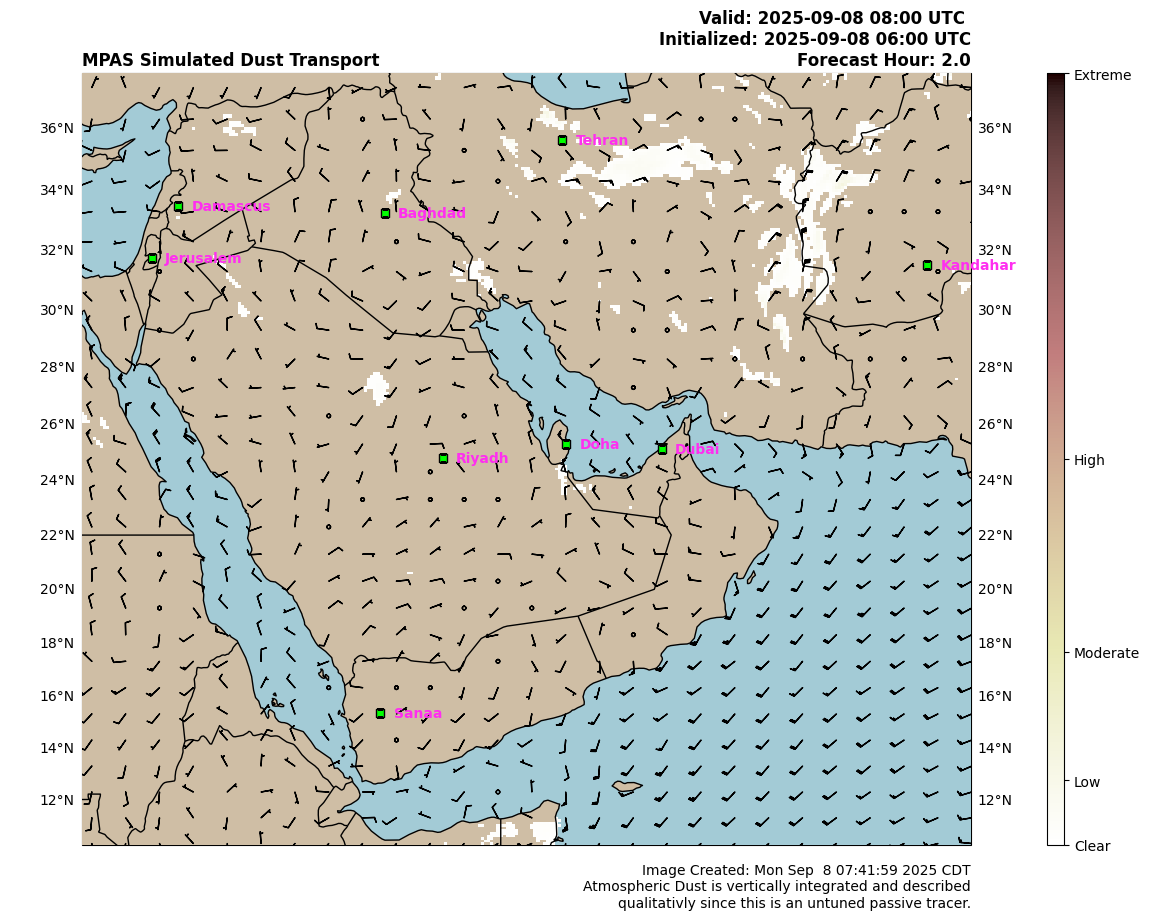 Valid: 2025-09-08 08:00 UTC
Initialized: 2025-09-08 06:00 UTC
MPAS Simulated Dust Transport
Forecast Hour: 2.0
Extreme
36°N
36°N
Tehran
34°N
34°N
Damascus
Baghdad
32°N
32°N
Jerusalem
Kandahar
30°N
30°N
28°N
28°N
26°N
26°N
Doha
Dubai
Riyadh
High
24°N
24°N
22°N
22°N
20°N
20°N
18°N
18°N
Moderate
16°N
16°N
Sanaa
14°N
14°N
Low
12°N
12°N
Clear
Image Created: Mon Sep  8 07:41:59 2025 CDT
Atmospheric Dust is vertically integrated and described
qualitativly since this is an untuned passive tracer.